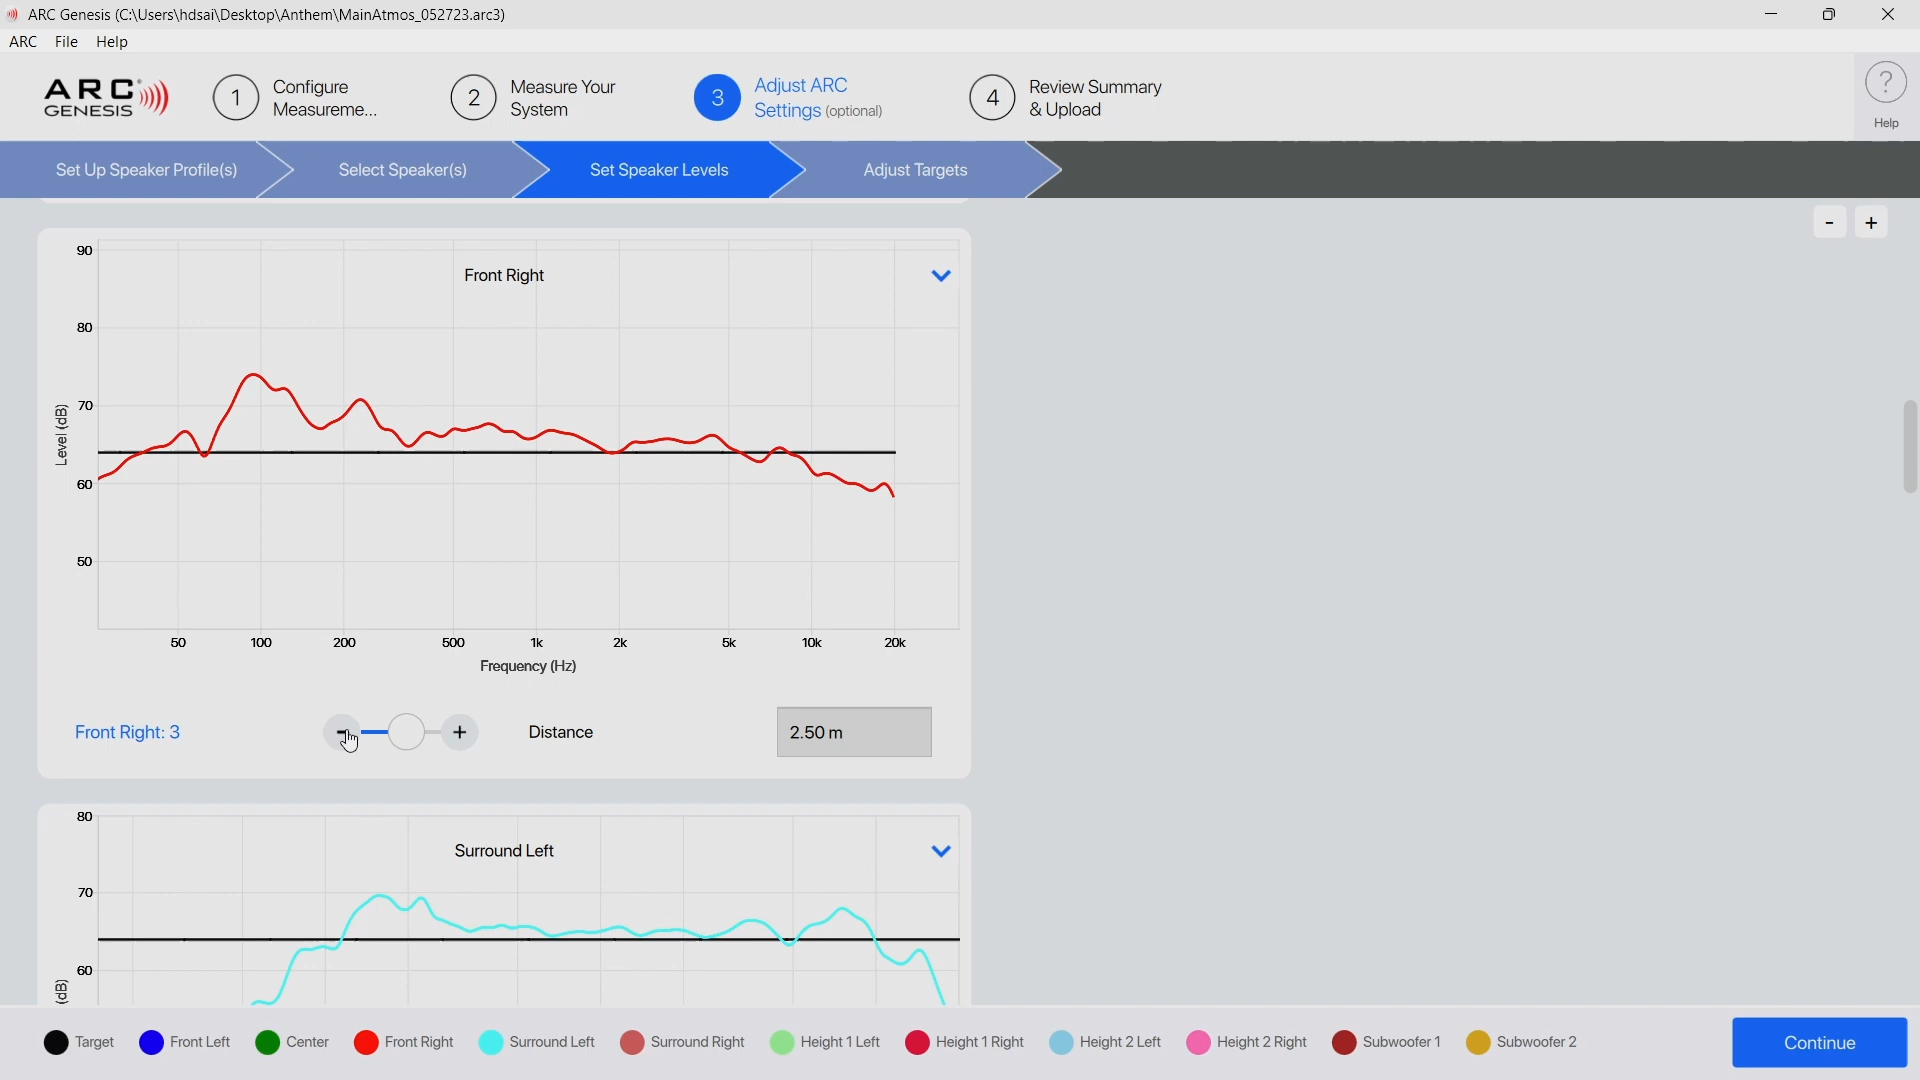 ARC Genesis (C:\Users\hdsai\Desktop\Anthem\MainAtmos_052723.arc3)
ARC File Help
ARC GENESIS
1 Configure Measureme...
2 Measure Your System
3 Adjust ARC Settings (optional)
4 Review Summary & Upload
? Help
Set Up Speaker Profile(s) Select Speaker(s) Set Speaker Levels Adjust Targets
- +
Front Right
90
80
70
60
50
Level (dB)
50 100 200 500 1k 2k 5k 10k 20k
Frequency (Hz)
Front Right: 3 - + Distance 2.50 m
Surround Left
80
70
60
(dB)
Target Front Left Center Front Right Surround Left Surround Right Height 1 Left Height 1 Right Height 2 Left Height 2 Right Subwoofer 1 Subwoofer 2
Continue